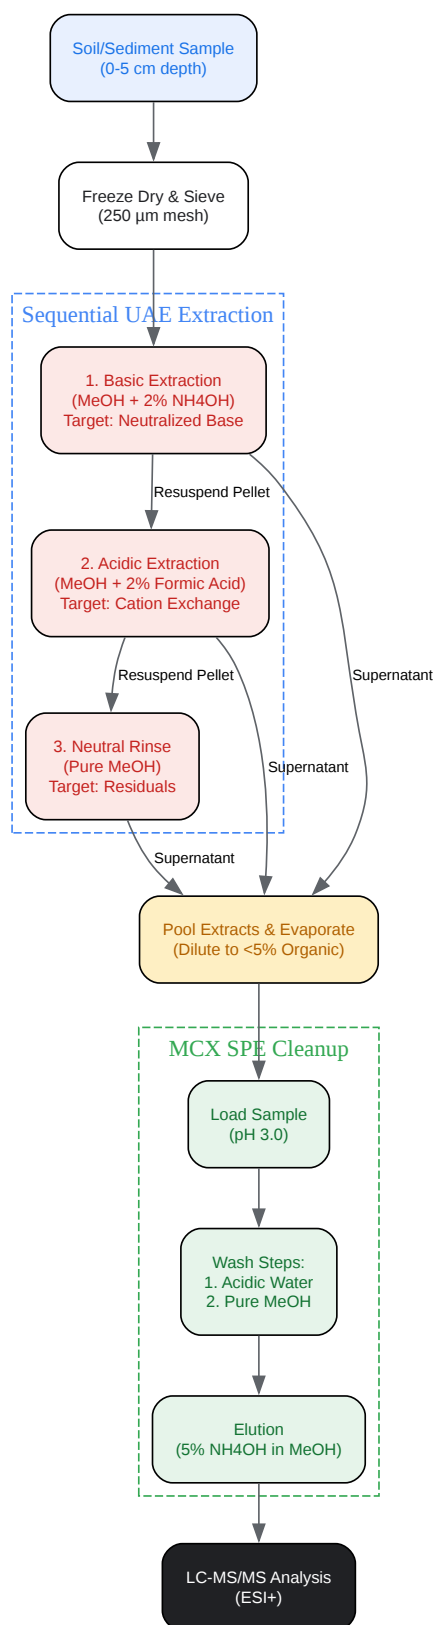 Soil/Sediment Sample
(0-5 cm depth)
Freeze Dry & Sieve
(250 µm mesh)
Sequential UAE Extraction
1. Basic Extraction
(MeOH + 2% NH4OH)
Target: Neutralized Base
Resuspend Pellet
2. Acidic Extraction
(MeOH + 2% Formic Acid)
Target: Cation Exchange
Resuspend Pellet
Supernatant
3. Neutral Rinse
(Pure MeOH)
Target: Residuals
Supernatant
Supernatant
Pool Extracts & Evaporate
(Dilute to <5% Organic)
MCX SPE Cleanup
Load Sample
(pH 3.0)
Wash Steps:
1. Acidic Water
2. Pure MeOH
Elution
(5% NH4OH in MeOH)
LC-MS/MS Analysis
(ESI+)